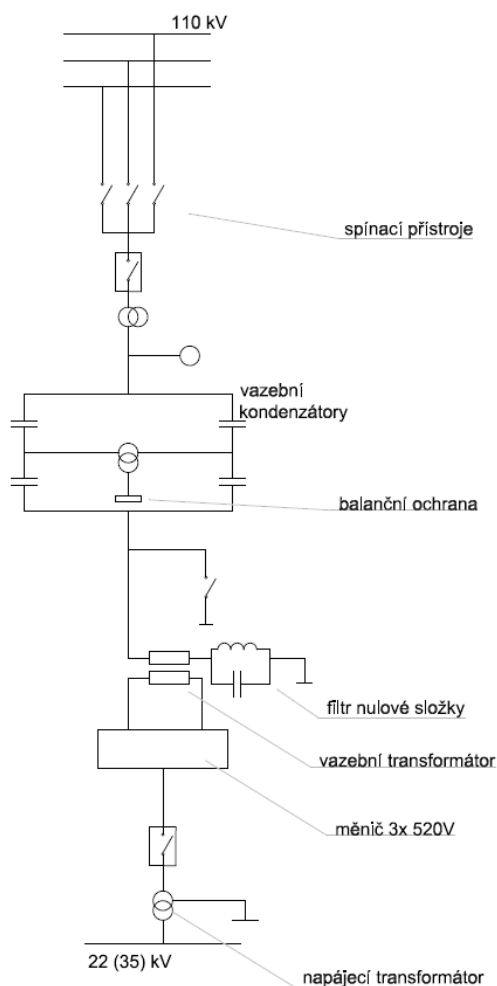 110 kV
spínací přístroje
vazební
kondenzátory
balanční ochrana
filtr nulové složky
vazební transformátor
měnič 3x 520V
22 (35) kV
napájecí transformátor